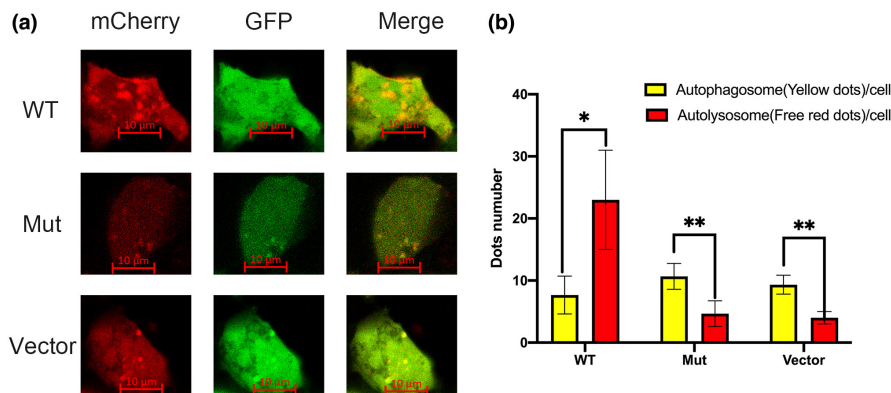 (a)
mCherry GFP Merge
WT
10 μm 10 μm 10 μm
Mut
10 μm 10 μm 10 μm
Vector
10 μm 10 μm 10 μm
(b)
Autophagosome(Yellow dots)/cell
Autolysosome(Free red dots)/cell
Dots numuber
40
30
20
10
0
* ** **
WT Mut Vector